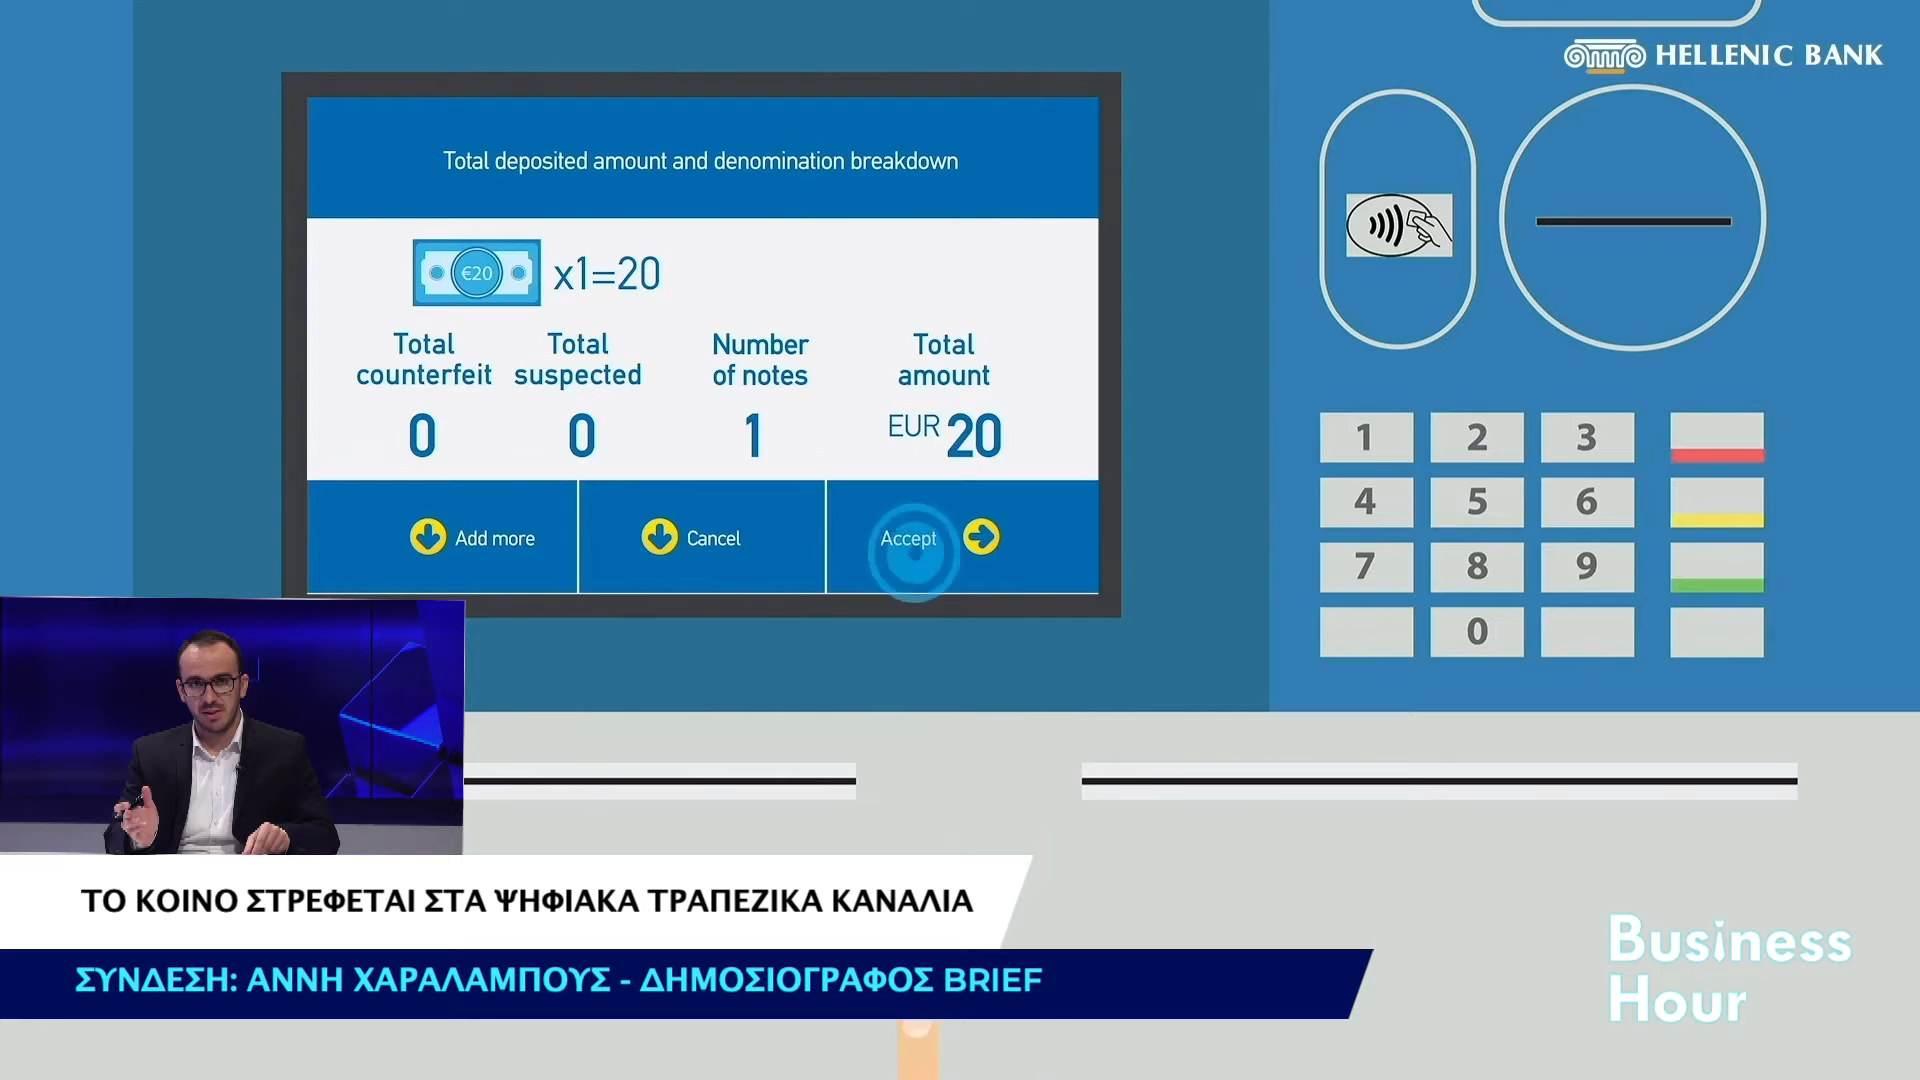 HELLENIC BANK
Total deposited amount and denomination breakdown
€20 x1=20
Total counterfeit
Total suspected
Number of notes
Total amount
0
0
1
EUR 20
Add more
Cancel
Accept
1 2 3
4 5 6
7 8 9
0
ΤΟ ΚΟΙΝΟ ΣΤΡΕΦΕΤΑΙ ΣΤΑ ΨΗΦΙΑΚΑ ΤΡΑΠΕΖΙΚΑ ΚΑΝΑΛΙΑ
ΣΥΝΔΕΣΗ: ΑΝΝΗ ΧΑΡΑΛΑΜΠΟΥΣ - ΔΗΜΟΣΙΟΓΡΑΦΟΣ BRIEF
Business
Hour